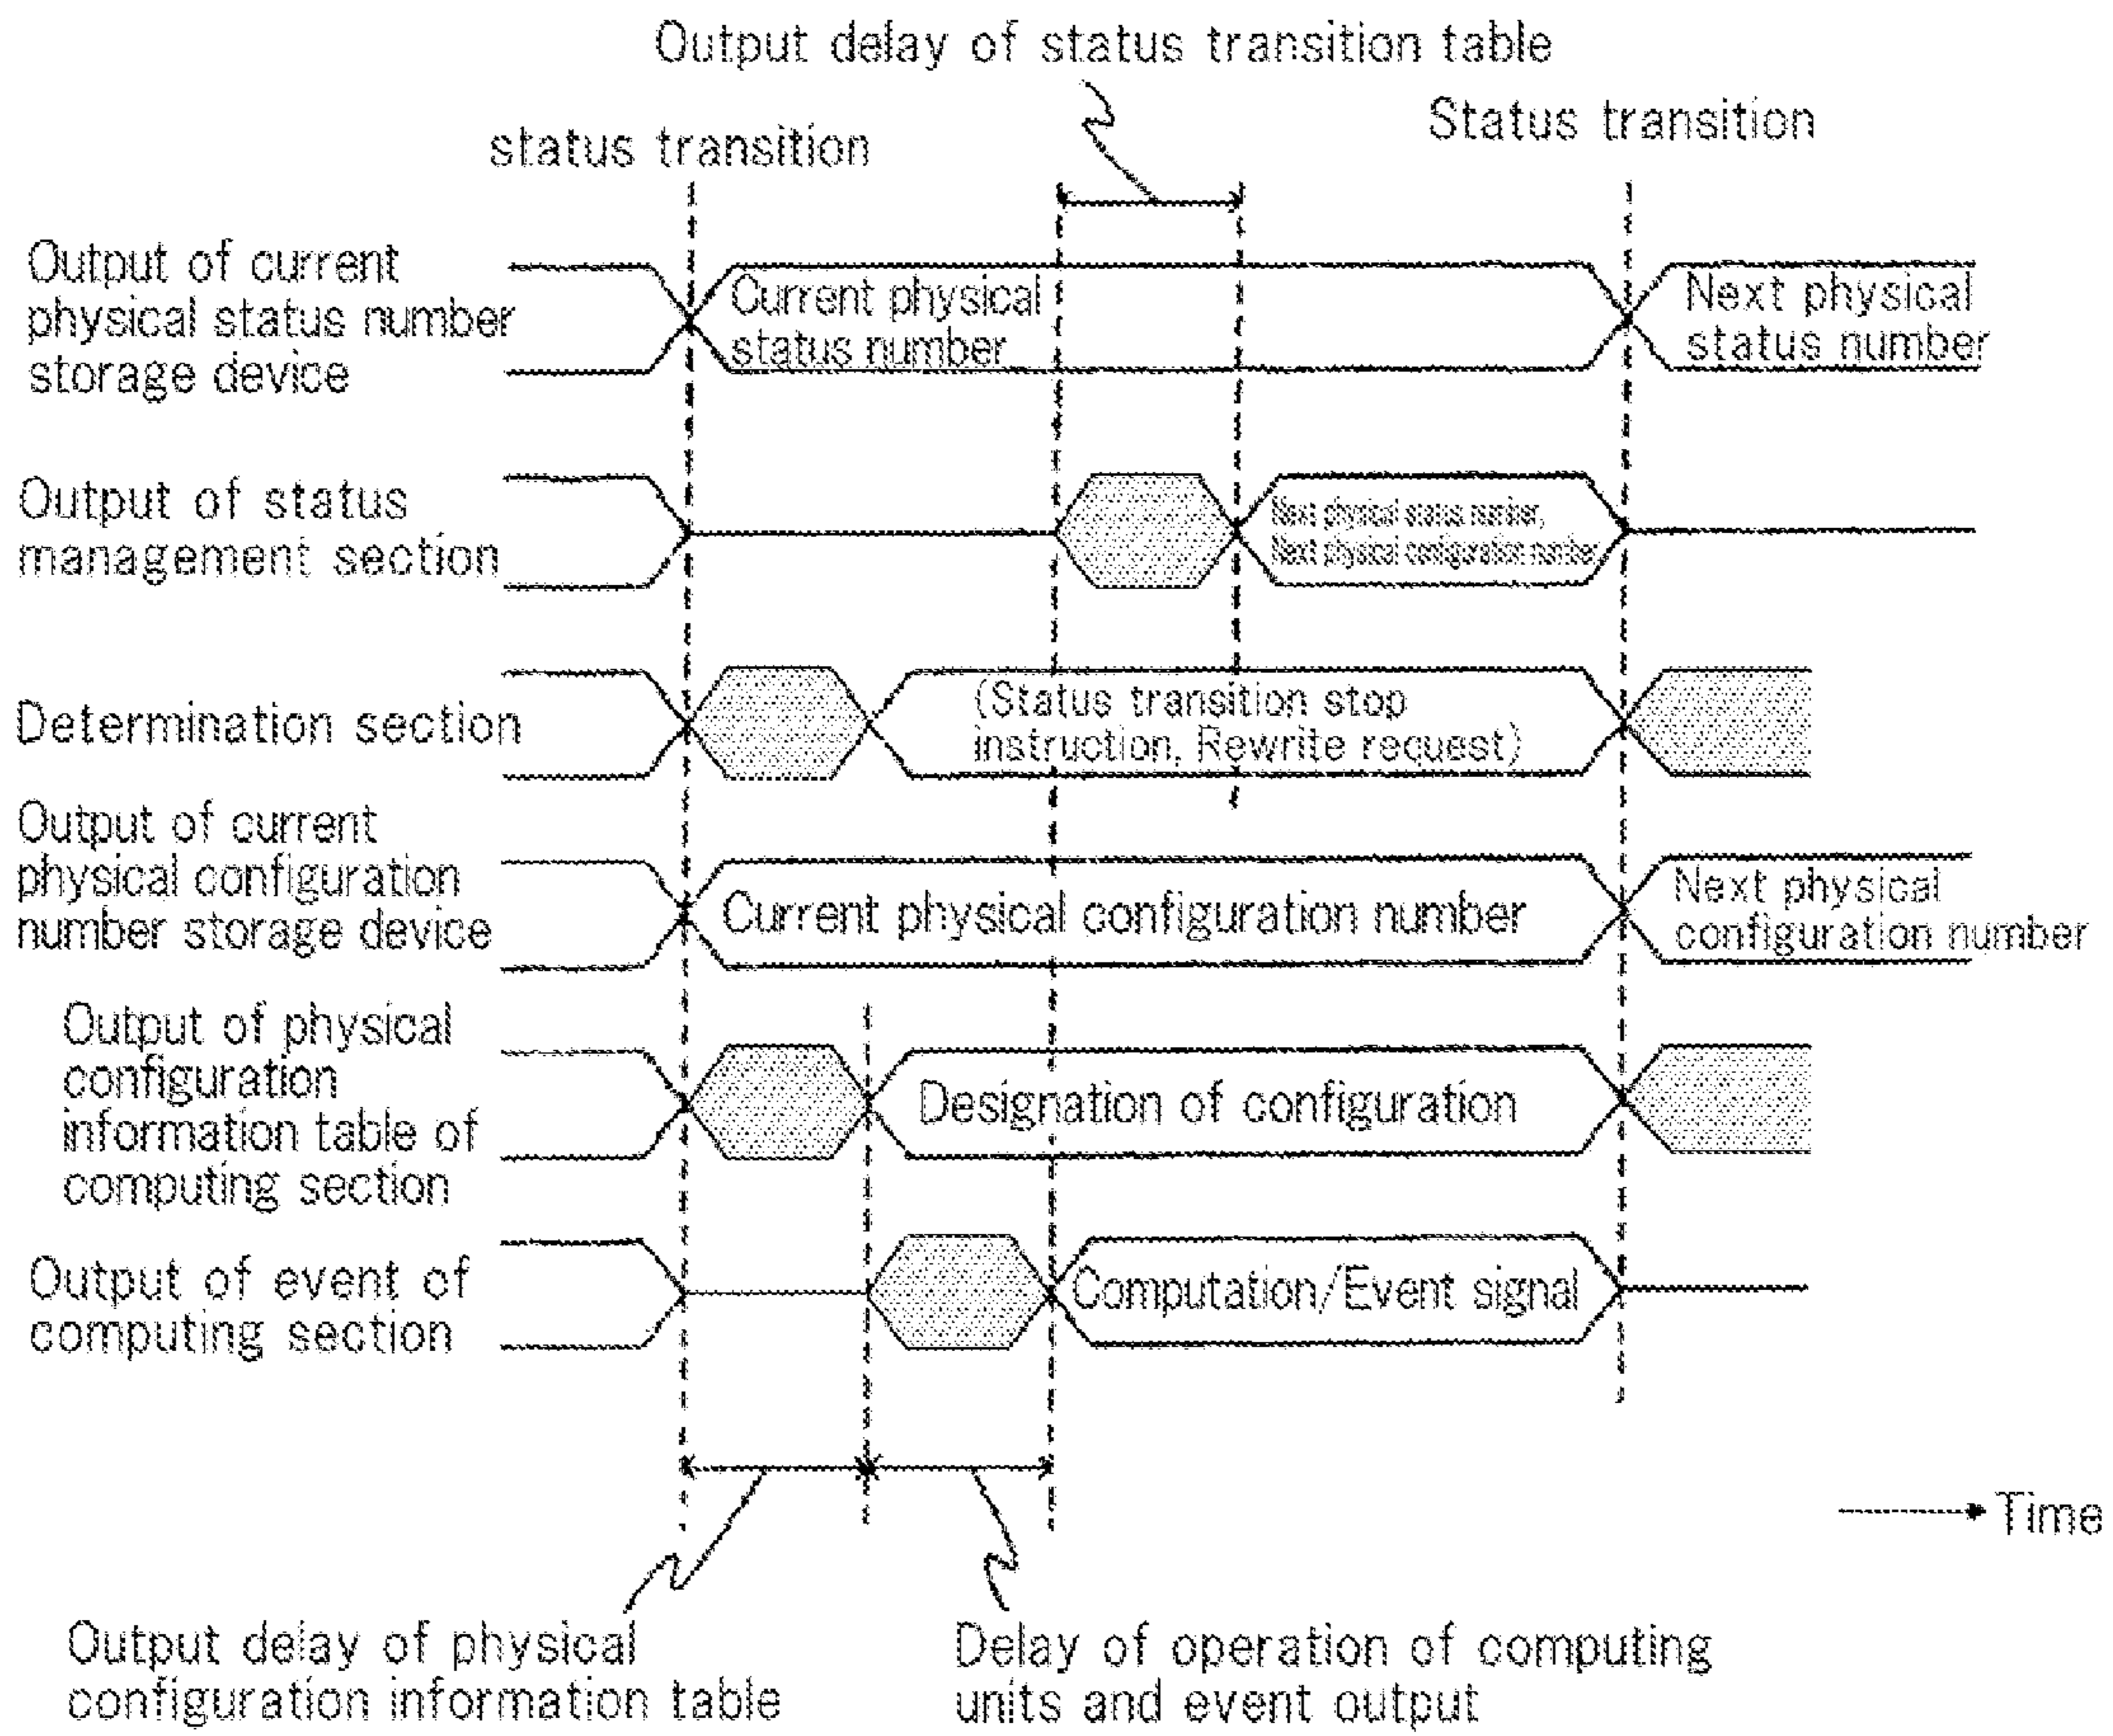 Output delay of status transition table
status transition
Status transition
Output of current
physical status number
storage device
Current physical
status number
Next physical
status number
Output of status
management section
Next physical status number,
Next physical configuration number
Determination section
(Status transition stop
instruction, Rewrite request)
Output of current
physical configuration
number storage device
Current physical configuration number
Next physical
configuration number
Output of physical
configuration
information table of
computing section
Designation of configuration
Output of event of
computing section
Computation/Event signal
Time
Output delay of physical
configuration information table
Delay of operation of computing
units and event output